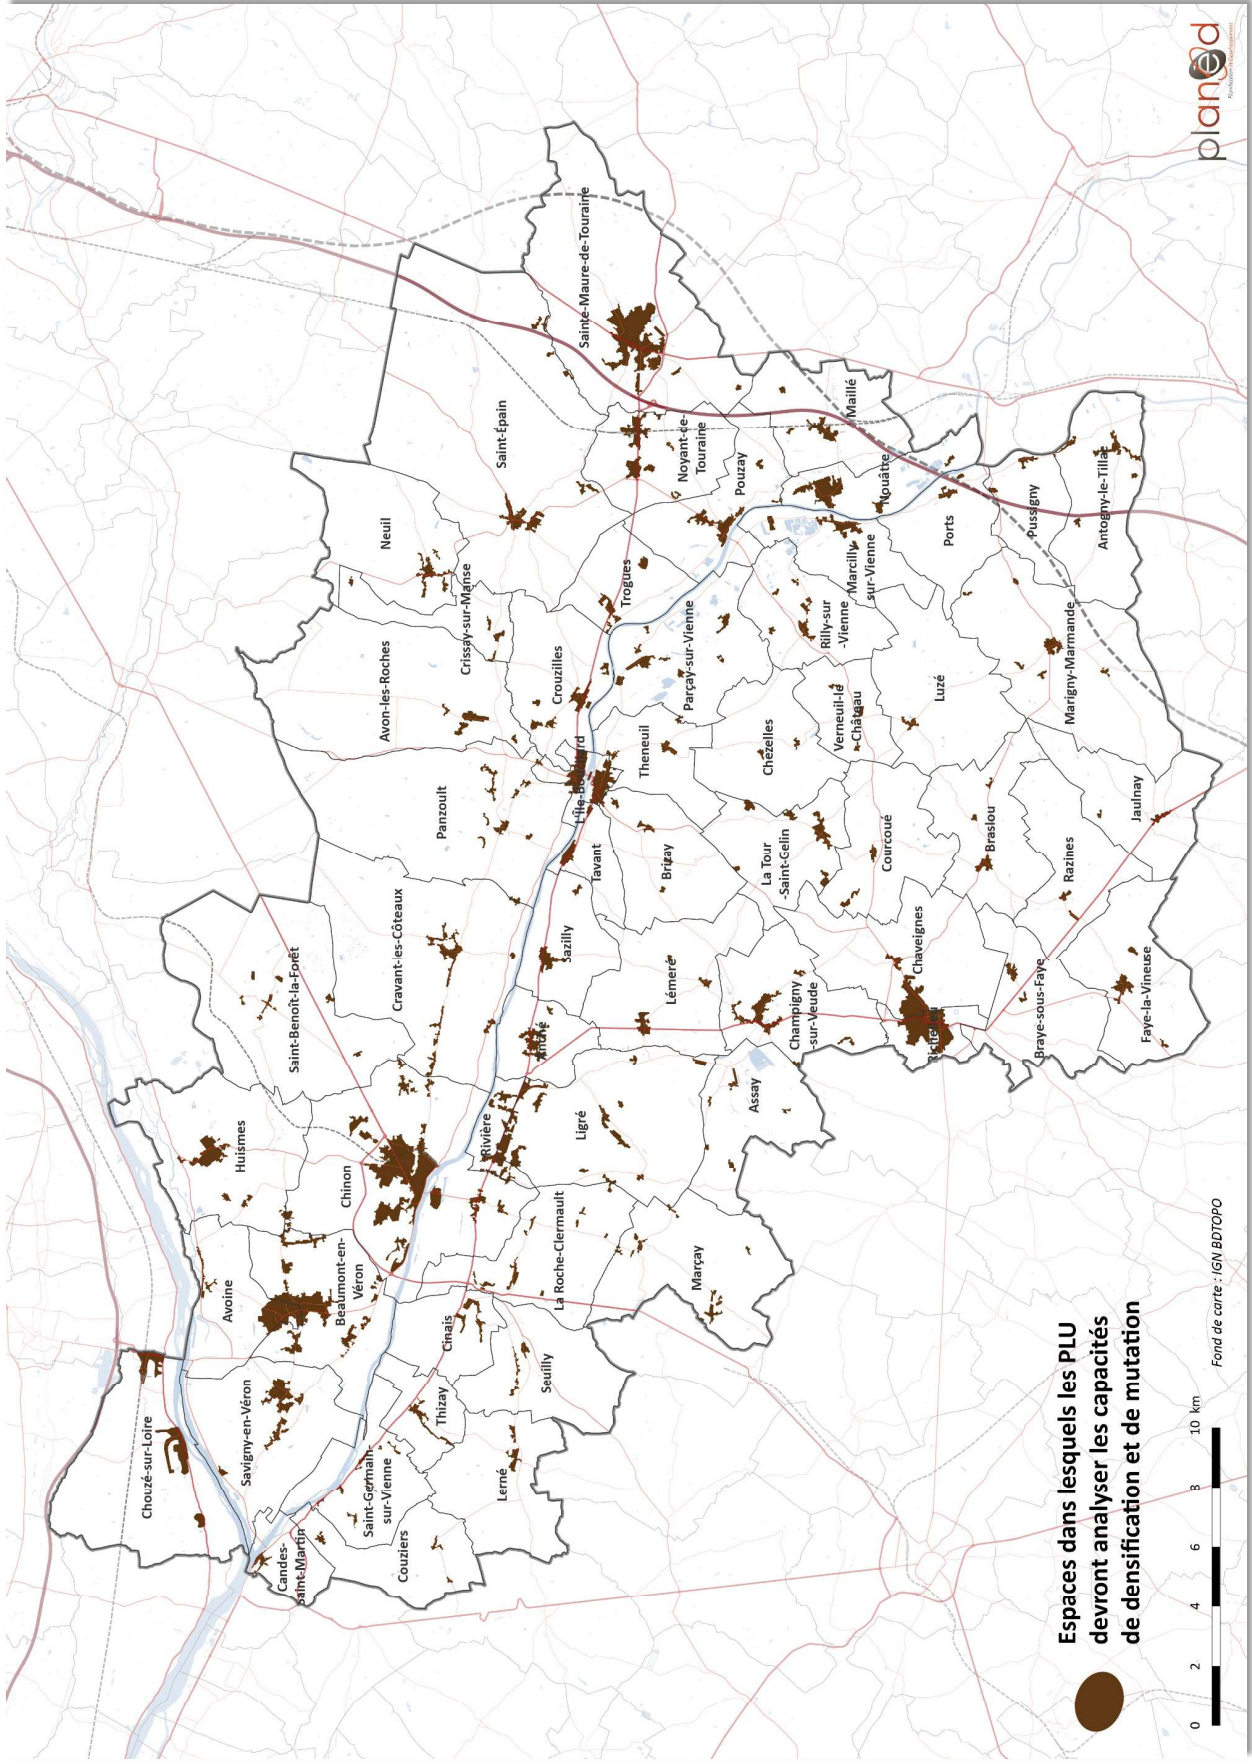 Chouzé-sur-Loire
Savigny-en-Véron
Avoine
Huismes
Beaumont-en-
Véron
Chinon
Candes-
Saint-Martin
Saint-Germain-
sur-Vienne
Couziers
Thizay
Cinais
Lerné
Seuilly
La Roche-Clermault
Marçay
Rivière
Ligré
Assay
Saint-Benoît-la-Forêt
Cravant-les-Côteaux
Anché
Sazilly
Lémeré
Champigny
-sur-Veude
Richelieu
Chaveignes
Braye-sous-Faye
Faye-la-Vineuse
Panzoult
Avon-les-Roches
Crissay-sur-Manse
Neuil
Saint-Epain
Crouzilles
L'Île-Bouchard
Tavant
Brizay
Theneuil
La Tour
-Saint-Gelin
Courcoué
Braslou
Razines
Jaulnay
Chézelles
Verneuil-le
-Château
Luzé
Parçay-sur-Vienne
Trogues
Rilly-sur
-Vienne
Marcilly-
sur-Vienne
Pouzay
Noyant-de-
Touraine
Sainte-Maure-de-Touraine
Maillé
Nouâtre
Ports
Pussigny
Antogny-le-Tillac
Marigny-Marmande
Espaces dans lesquels les PLU
devront analyser les capacités
de densification et de mutation
0 2 4 6 8 10 km
Fond de carte : IGN BDTOPO
planed